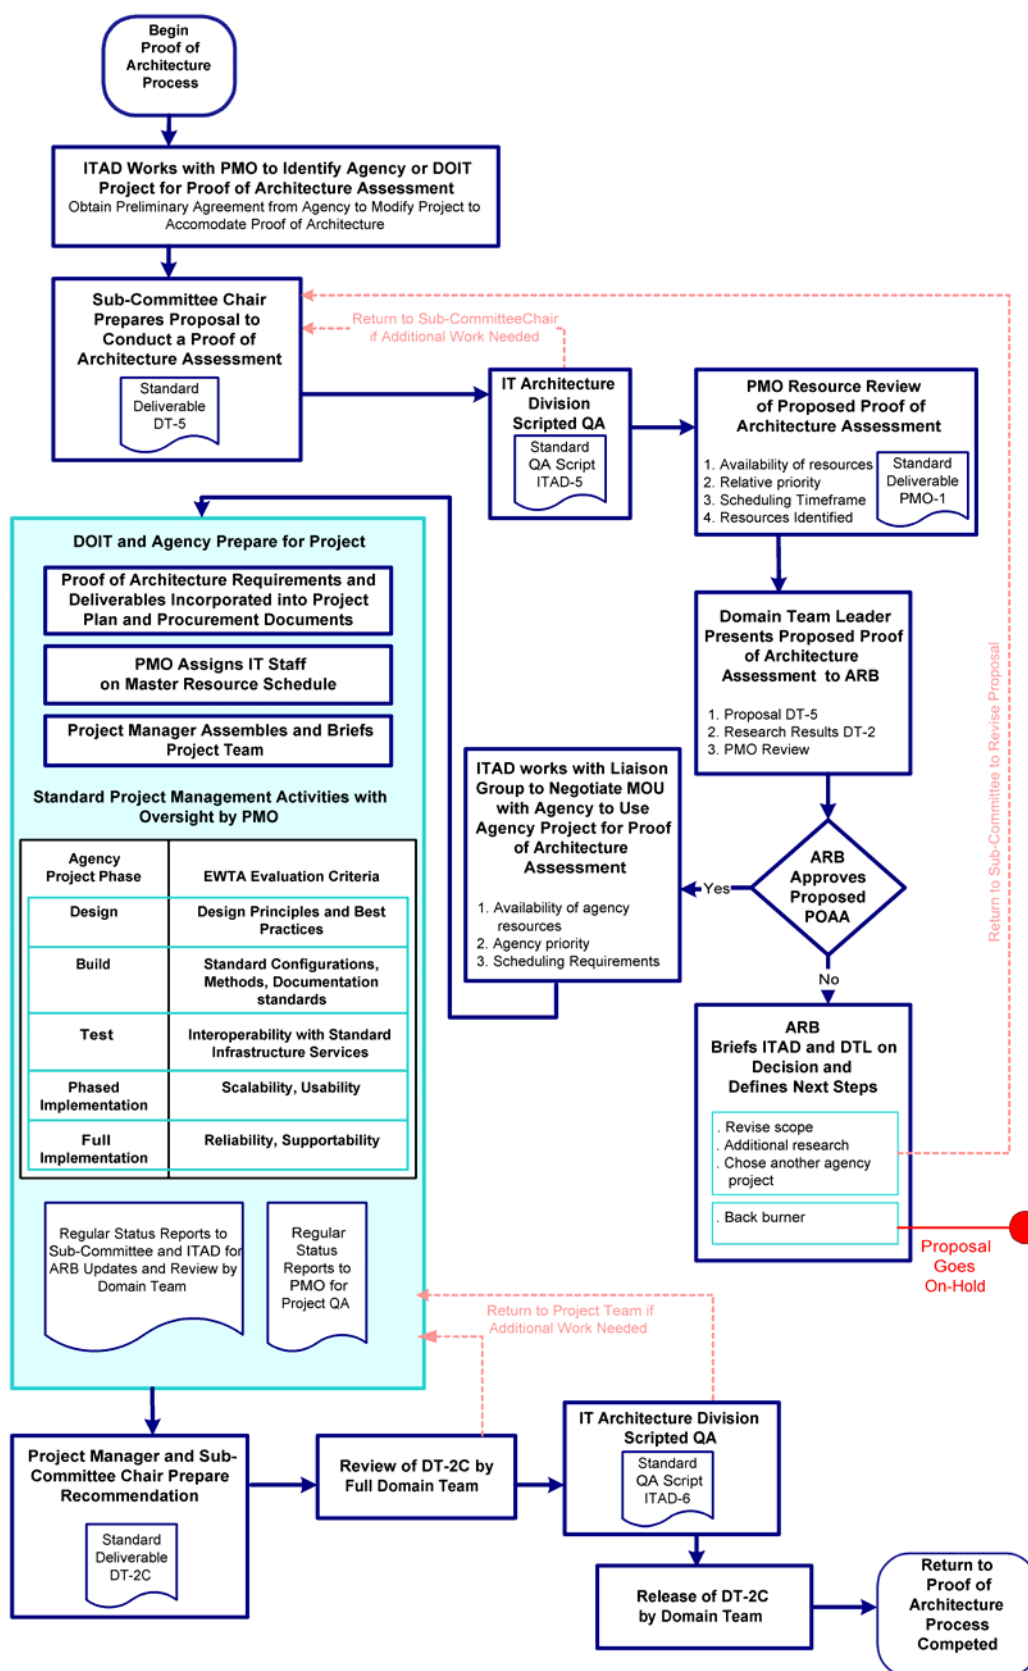 Begin
Proof of
Architecture
Process
ITAD Works with PMO to Identify Agency or DOIT
Project for Proof of Architecture Assessment
Obtain Preliminary Agreement from Agency to Modify Project to
Accomodate Proof of Architecture
Sub-Committee Chair
Prepares Proposal to
Conduct a Proof of
Architecture Assessment
Standard
Deliverable
DT-5
Return to Sub-CommitteeChair
if Additional Work Needed
IT Architecture
Division
Scripted QA
Standard
QA Script
ITAD-5
PMO Resource Review
of Proposed Proof of
Architecture Assessment
1. Availability of resources
2. Relative priority
3. Scheduling Timeframe
4. Resources Identified
Standard
Deliverable
PMO-1
Return to Sub-Committee to Revise Proposal
Domain Team Leader
Presents Proposed Proof
of Architecture
Assessment to ARB
1. Proposal DT-5
2. Research Results DT-2
3. PMO Review
ARB
Approves
Proposed
POAA
Yes
No
ITAD works with Liaison
Group to Negotiate MOU
with Agency to Use
Agency Project for Proof
of Architecture
Assessment
1. Availability of agency
resources
2. Agency priority
3. Scheduling Requirements
ARB
Briefs ITAD and DTL on
Decision and
Defines Next Steps
. Revise scope
. Additional research
. Chose another agency
project
. Back burner
Proposal
Goes
On-Hold
DOIT and Agency Prepare for Project
Proof of Architecture Requirements and
Deliverables Incorporated into Project
Plan and Procurement Documents
PMO Assigns IT Staff
on Master Resource Schedule
Project Manager Assembles and Briefs
Project Team
Standard Project Management Activities with
Oversight by PMO
Agency
Project Phase
EWTA Evaluation Criteria
Design
Design Principles and Best
Practices
Build
Standard Configurations,
Methods, Documentation
standards
Test
Interoperability with Standard
Infrastructure Services
Phased
Implementation
Scalability, Usability
Full
Implementation
Reliability, Supportability
Regular Status Reports to
Sub-Committee and ITAD for
ARB Updates and Review by
Domain Team
Regular
Status
Reports to
PMO for
Project QA
Return to Project Team if
Additional Work Needed
Project Manager and Sub-
Committee Chair Prepare
Recommendation
Standard
Deliverable
DT-2C
Review of DT-2C by
Full Domain Team
IT Architecture Division
Scripted QA
Standard
QA Script
ITAD-6
Release of DT-2C
by Domain Team
Return to
Proof of
Architecture
Process
Competed